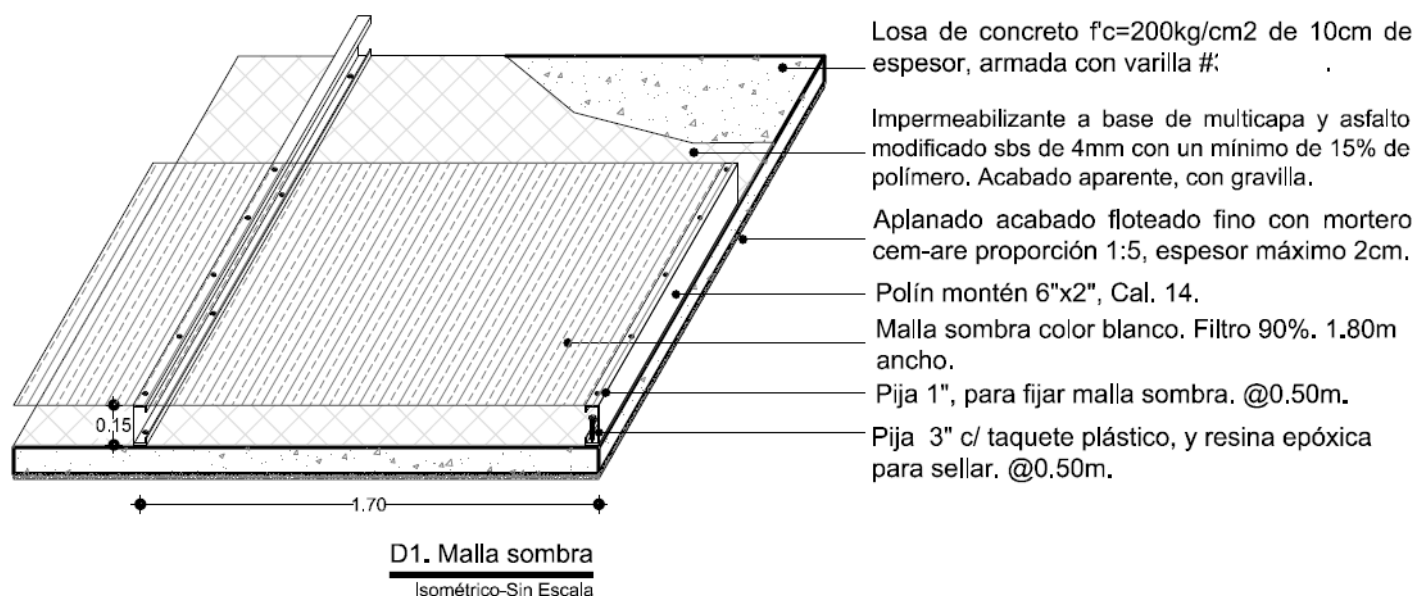 Losa de concreto f'c=200kg/cm2 de 10cm de
espesor, armada con varilla #
Impermeabilizante a base de multicapa y asfalto
modificado sbs de 4mm con un mínimo de 15% de
polímero. Acabado aparente, con gravilla.
Aplanado acabado floteado fino con mortero
cem-are proporción 1:5, espesor máximo 2cm.
Polín montén 6"x2", Cal. 14.
Malla sombra color blanco. Filtro 90%. 1.80m
ancho.
Pija 1", para fijar malla sombra. @0.50m.
Pija 3" c/ taquete plástico, y resina epóxica
para sellar. @0.50m.
0.15
1.70
D1. Malla sombra
Isométrico-Sin Escala